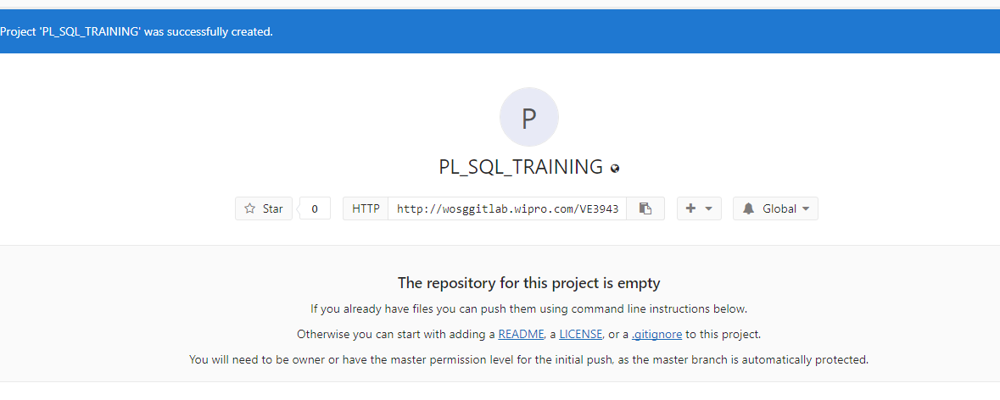 Project 'PL_SQL_TRAINING' was successfully created.
P
PL_SQL_TRAINING
Star 0 HTTP http://wosggitlab.wipro.com/VE3943 + Global
The repository for this project is empty
If you already have files you can push them using command line instructions below.
Otherwise you can start with adding a README, a LICENSE, or a .gitignore to this project.
You will need to be owner or have the master permission level for the initial push, as the master branch is automatically protected.